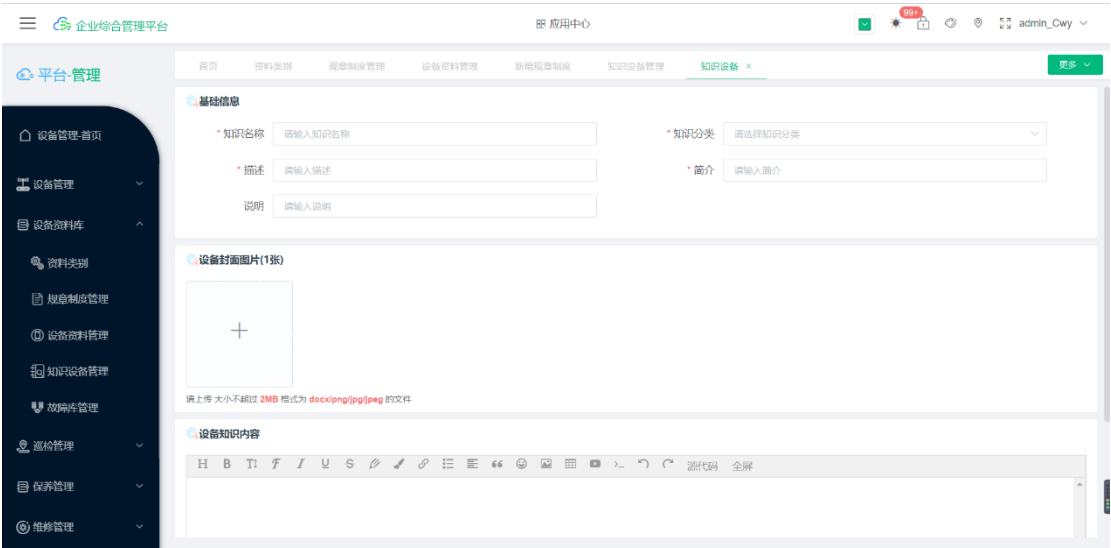 企业综合管理平台
应用中心
99+
admin_Cwy
平台-管理
首页 资料类别 规章制度管理 设备资料管理 新增规章制度 知识设备管理 知识设备 ×
更多
设备管理-首页
设备管理
设备资料库
资料类别
规章制度管理
设备资料管理
知识设备管理
故障库管理
巡检管理
保养管理
维修管理
基础信息
* 知识名称 请输入知识名称
* 知识分类 请选择知识分类
* 描述 请输入描述
* 简介 请输入简介
说明 请输入说明
设备封面图片(1张)
请上传 大小不超过 2MB 格式为 docx/png/jpg/jpeg 的文件
设备知识内容
源代码 全屏